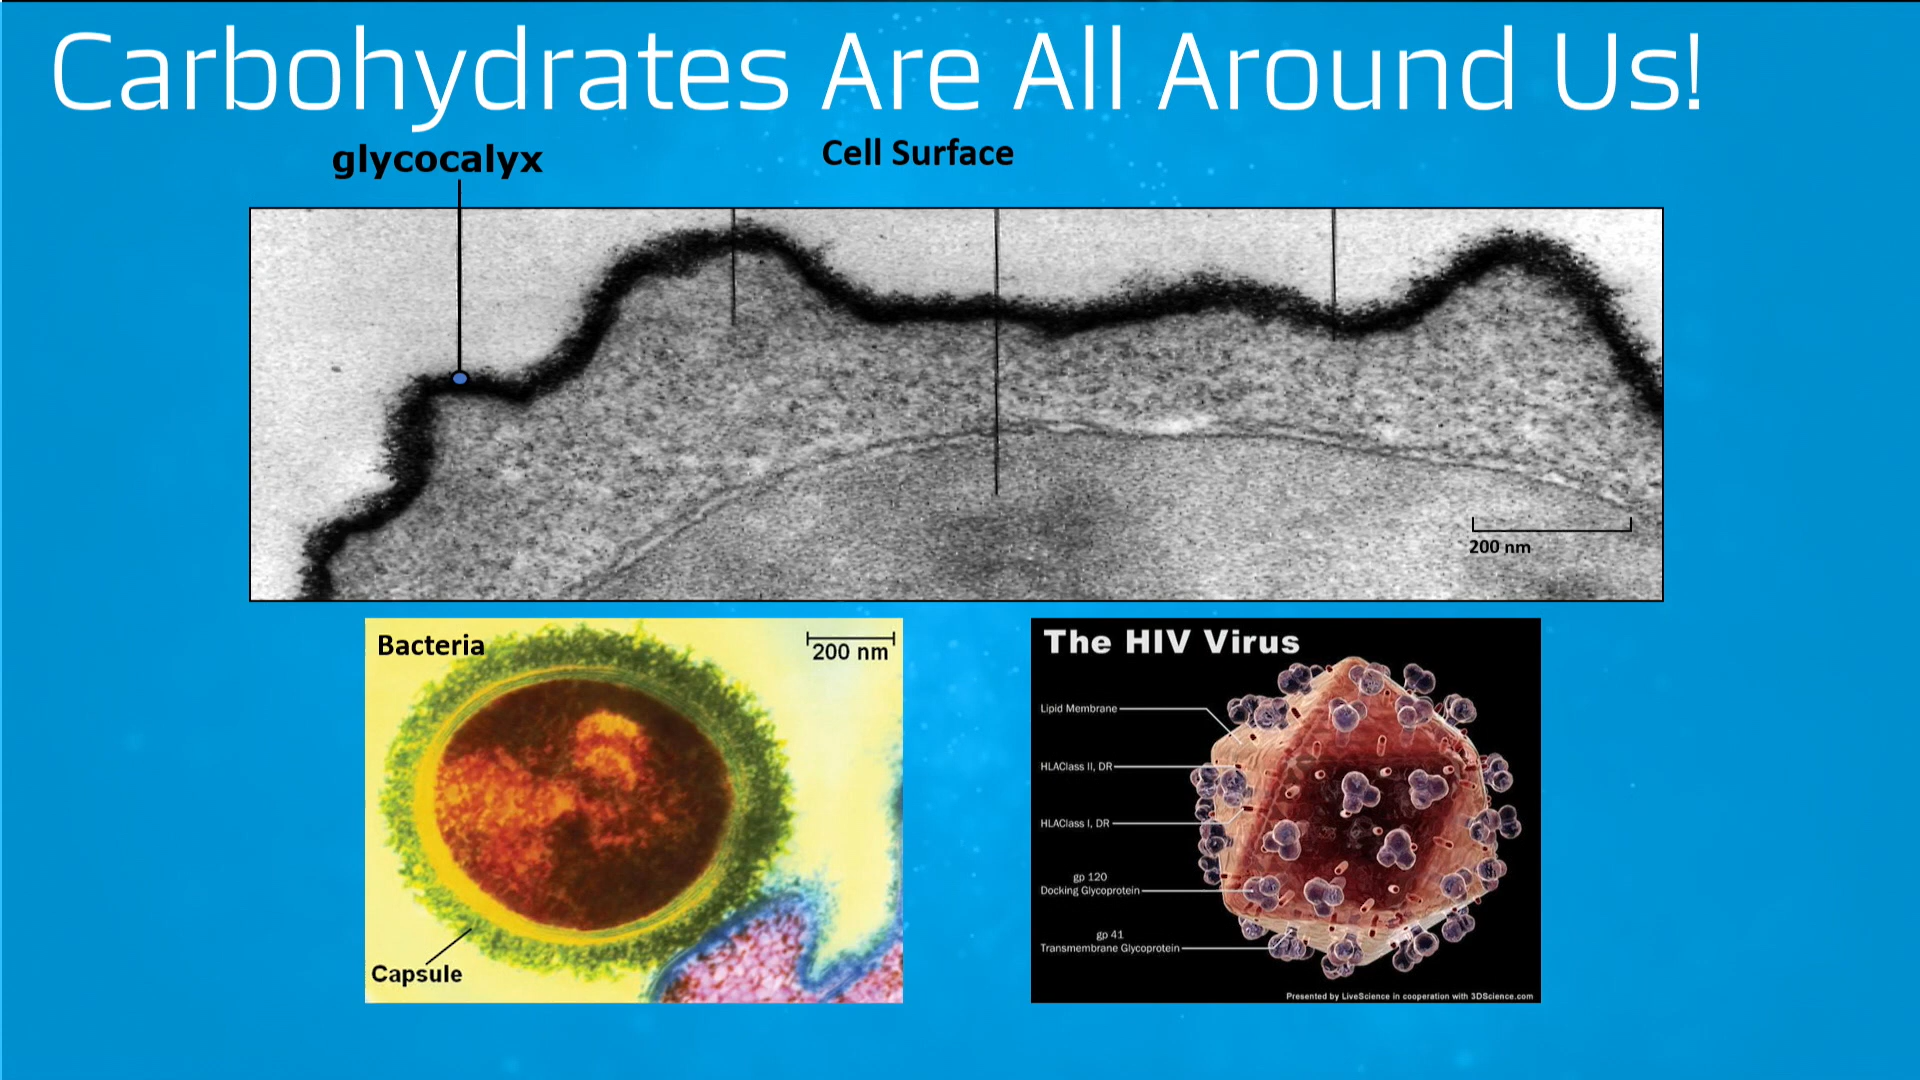 Carbohydrates Are All Around Us!
glycocalyx
Cell Surface
200 nm
Bacteria
200 nm
Capsule
The HIV Virus
Lipid Membrane
HLAClass II, DR
HLAClass I, DR
gp 120
Docking Glycoprotein
gp 41
Transmembrane Glycoprotein
Presented by LiveScience in cooperation with 3DScience.com